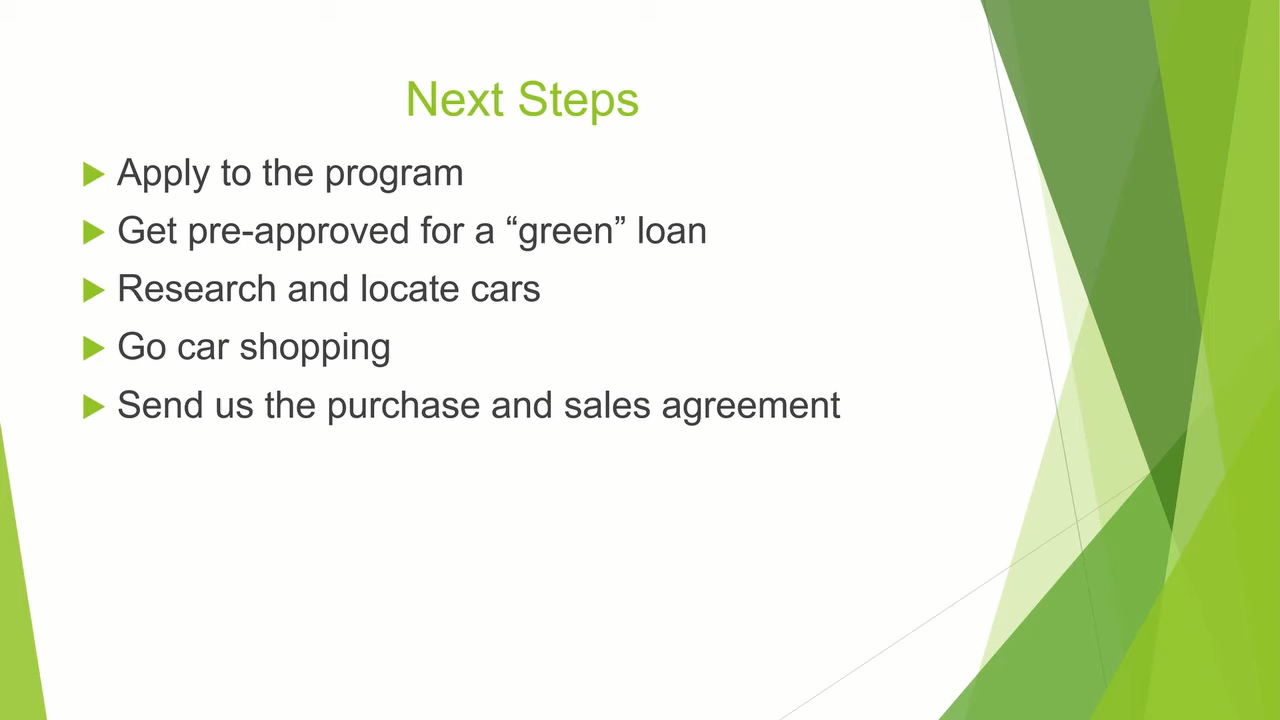 Next Steps
Apply to the program
Get pre-approved for a “green” loan
Research and locate cars
Go car shopping
Send us the purchase and sales agreement